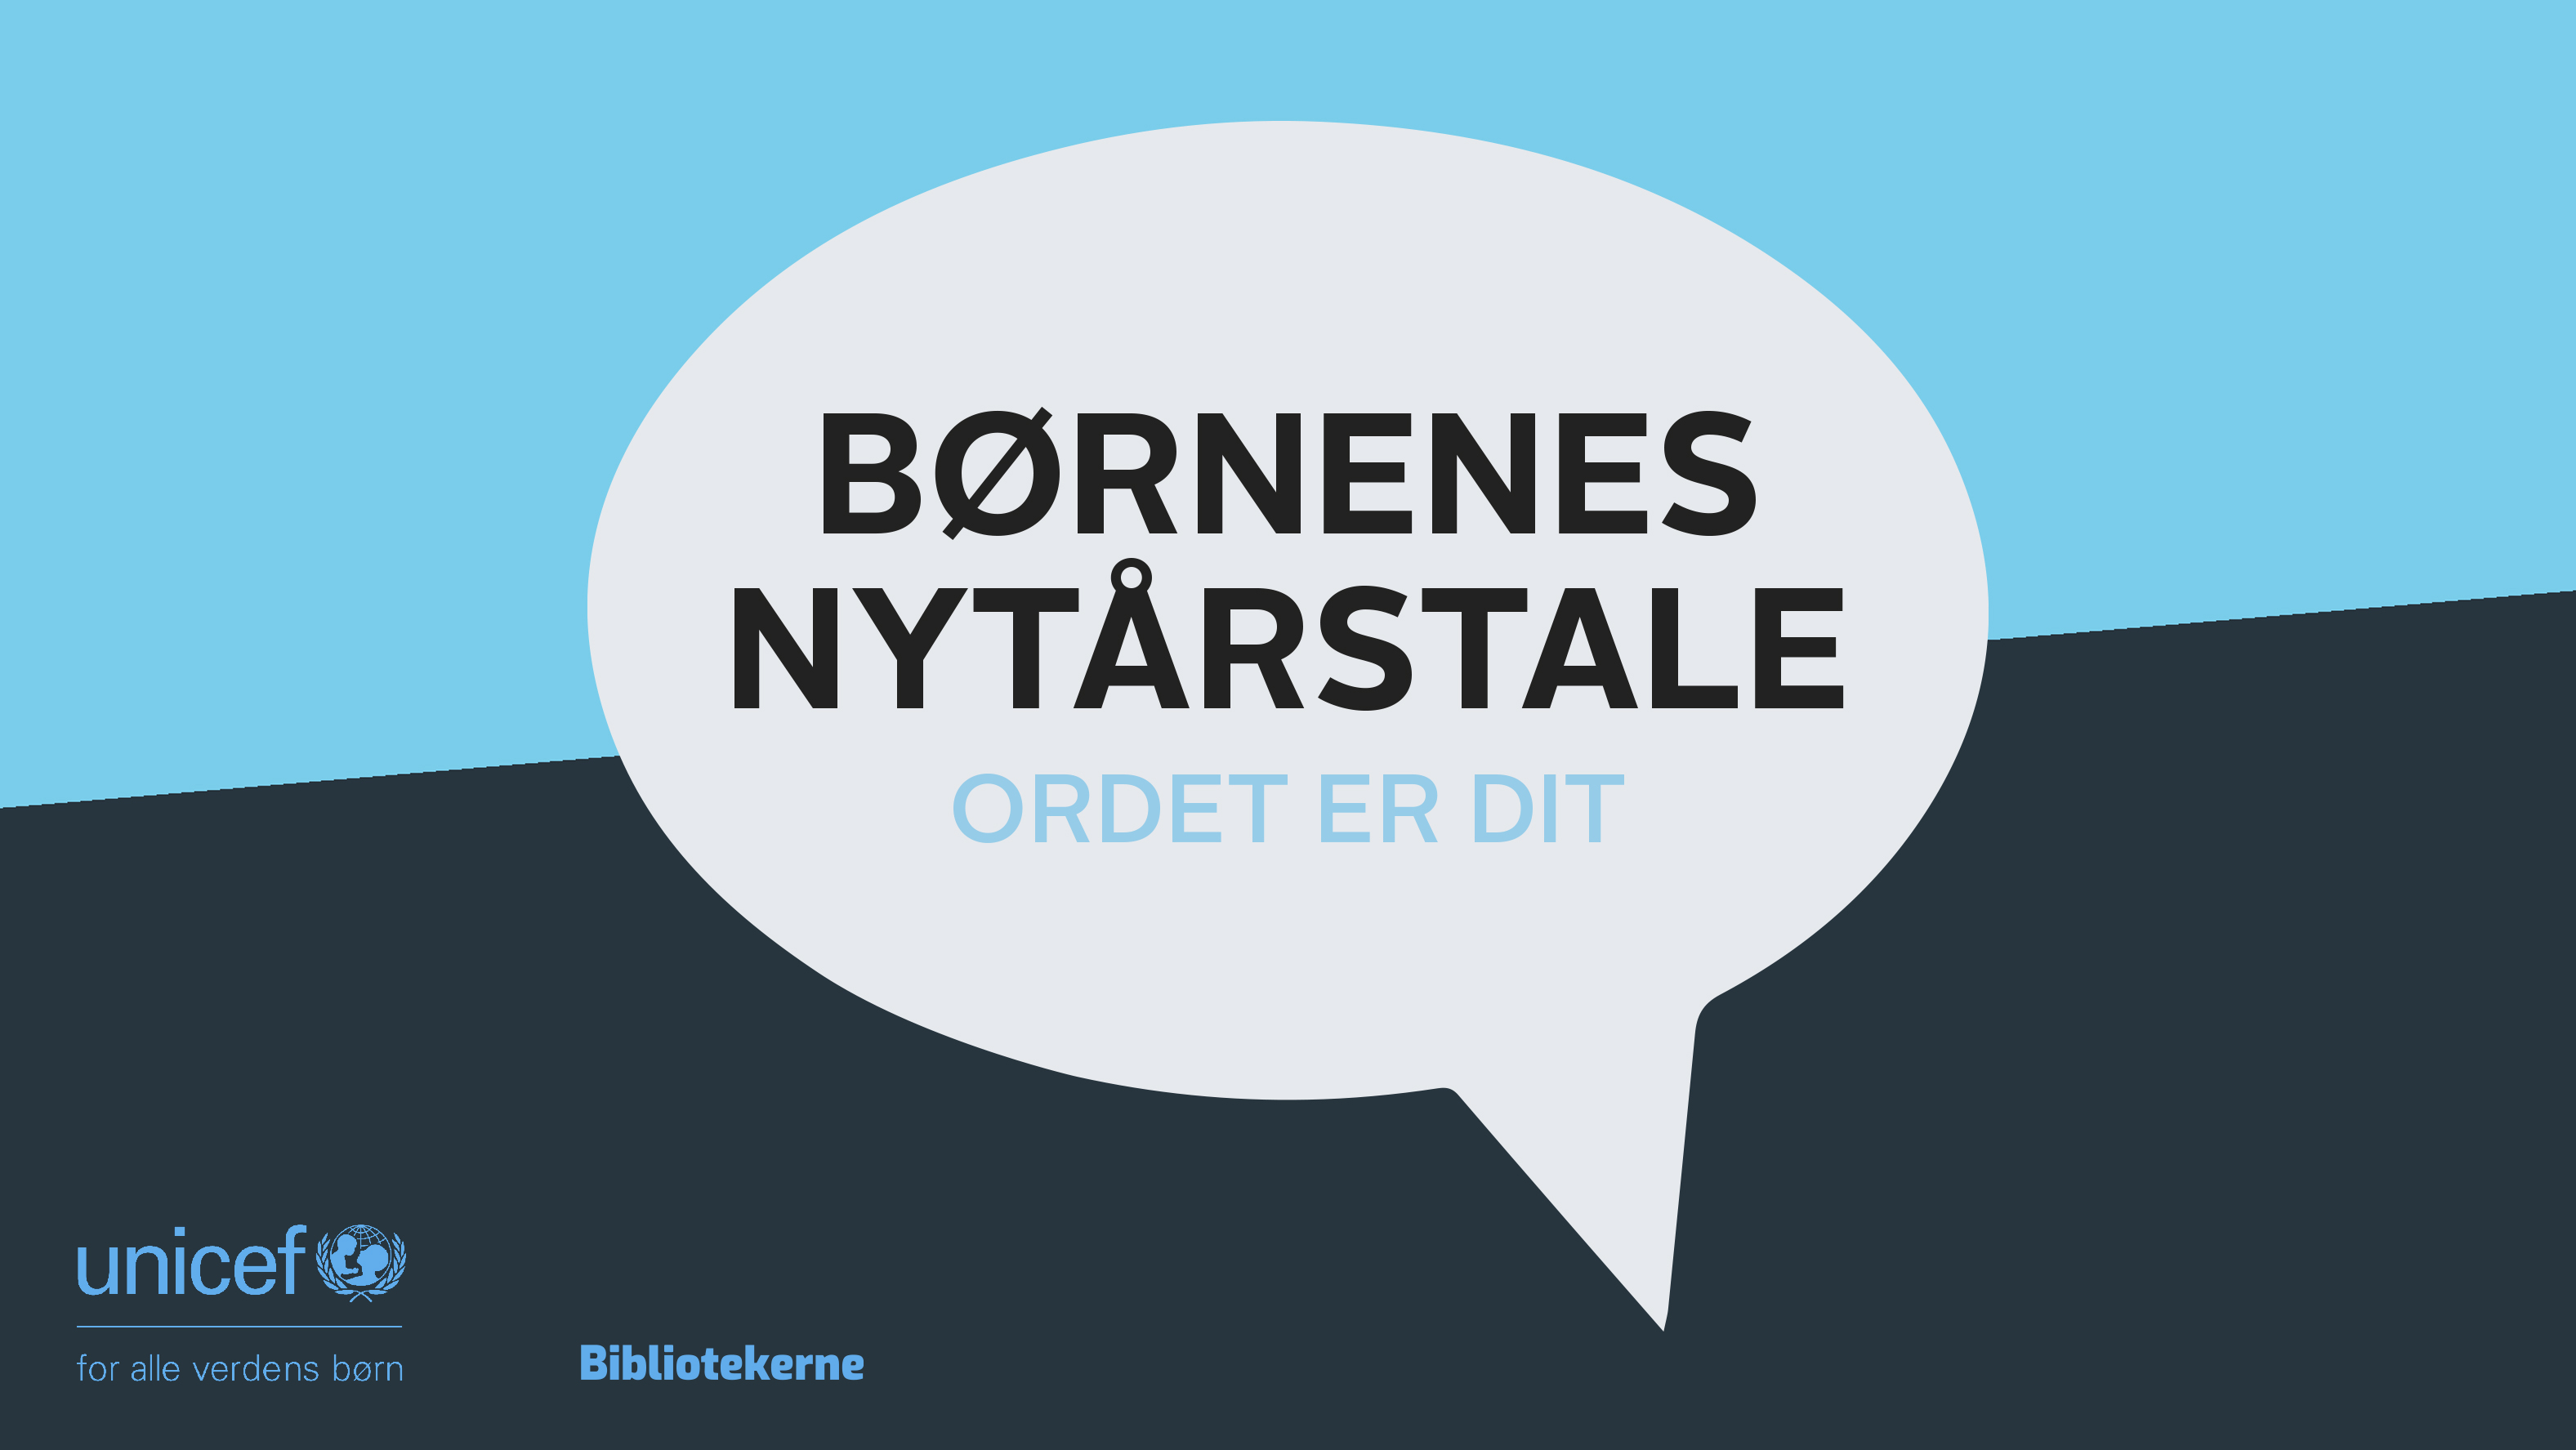 BØRNENES
NYTÅRSTALE
ORDET ER DIT
unicef
for alle verdens børn
Bibliotekerne